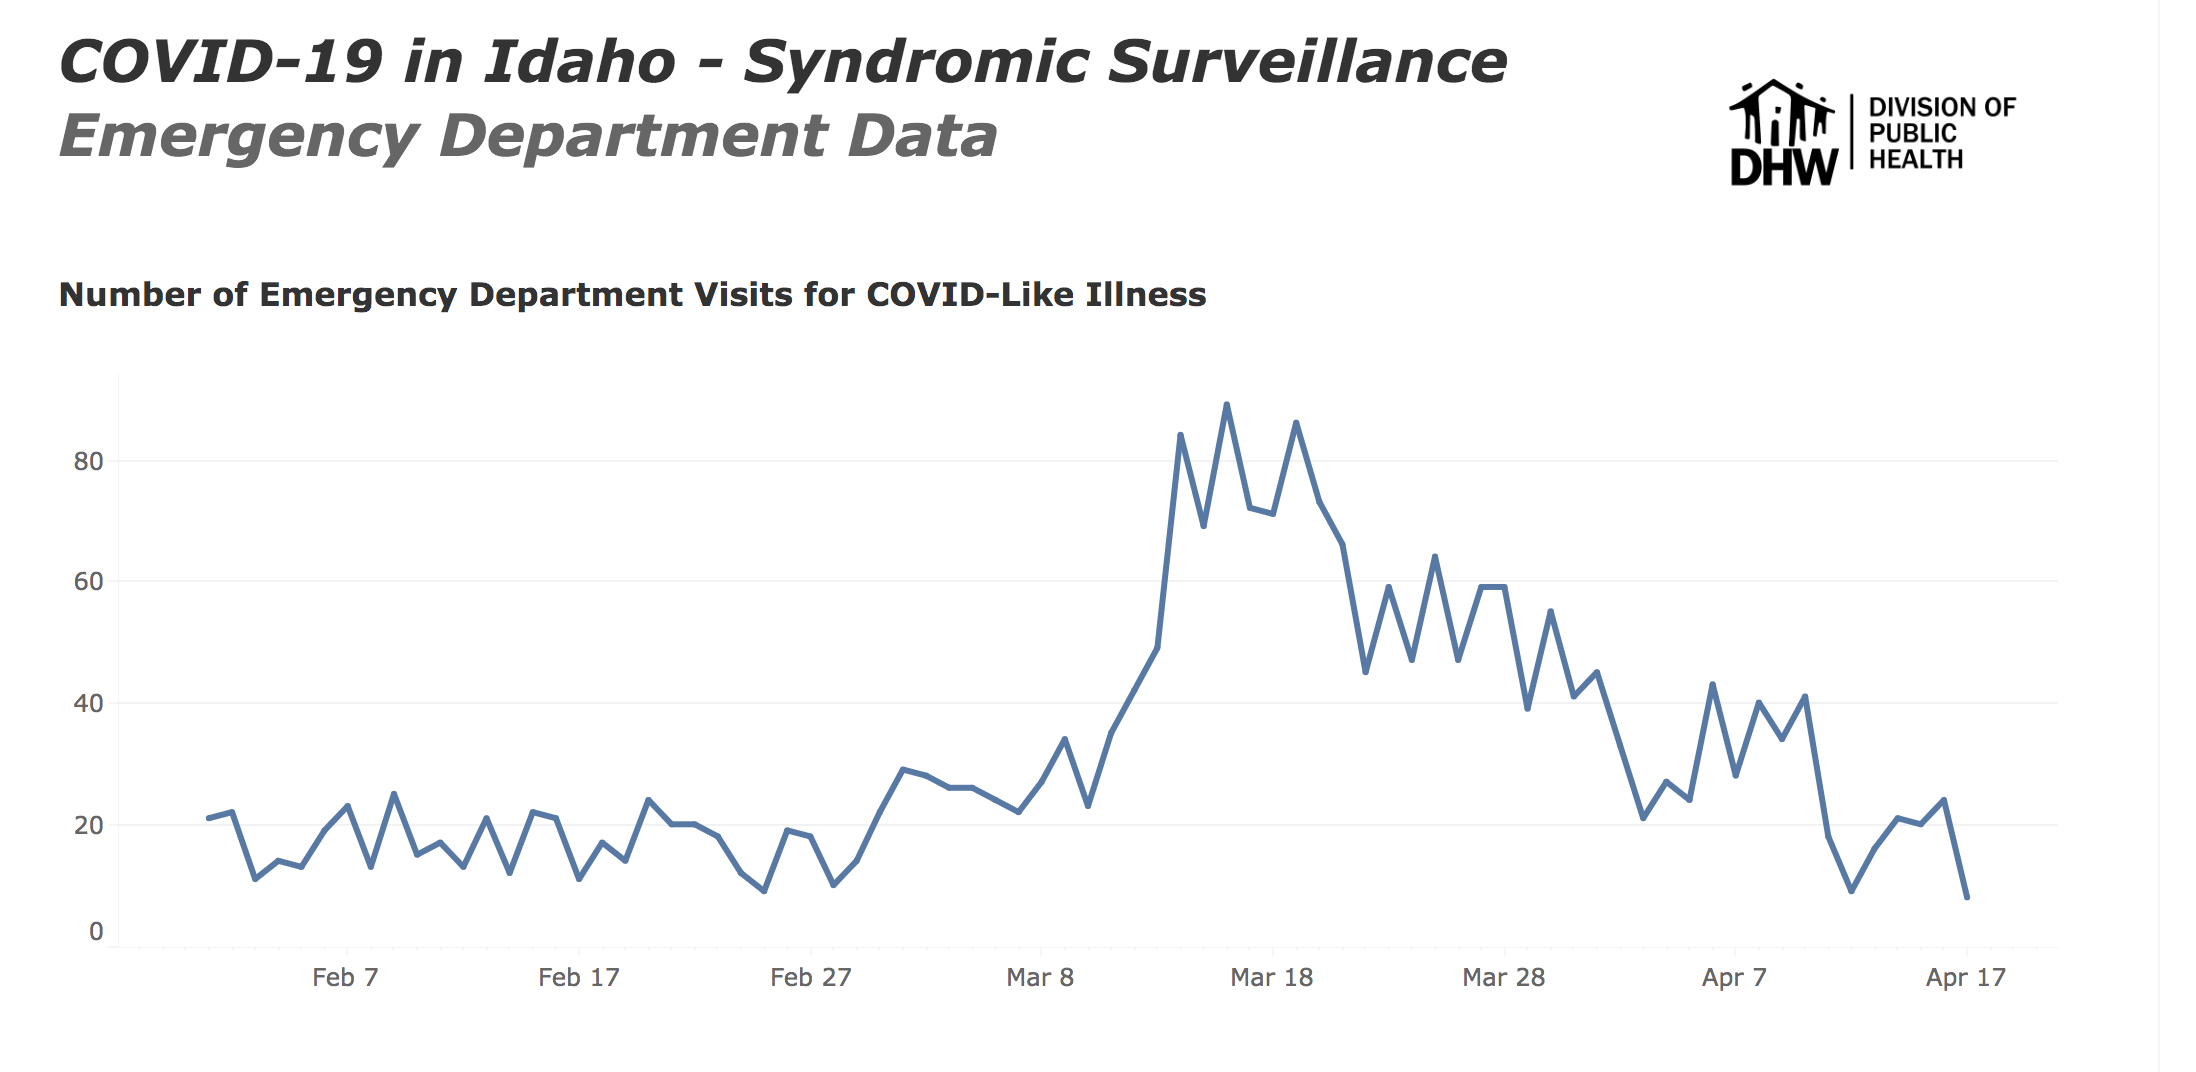 COVID-19 in Idaho - Syndromic Surveillance
Emergency Department Data
DHW
DIVISION OF
PUBLIC
HEALTH
Number of Emergency Department Visits for COVID-Like Illness
80
60
40
20
0
Feb 7
Feb 17
Feb 27
Mar 8
Mar 18
Mar 28
Apr 7
Apr 17